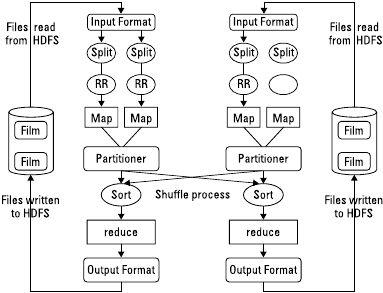 Files read
from HDFS
Input Format
Input Format
Files read
from HDFS
Split
Split
Split
Split
RR
RR
RR
Map
Map
Map
Map
Film
Film
Film
Film
Partitioner
Partitioner
Shuffle process
Sort
Sort
Files written
to HDFS
Files written
to HDFS
reduce
reduce
Output Format
Output Format